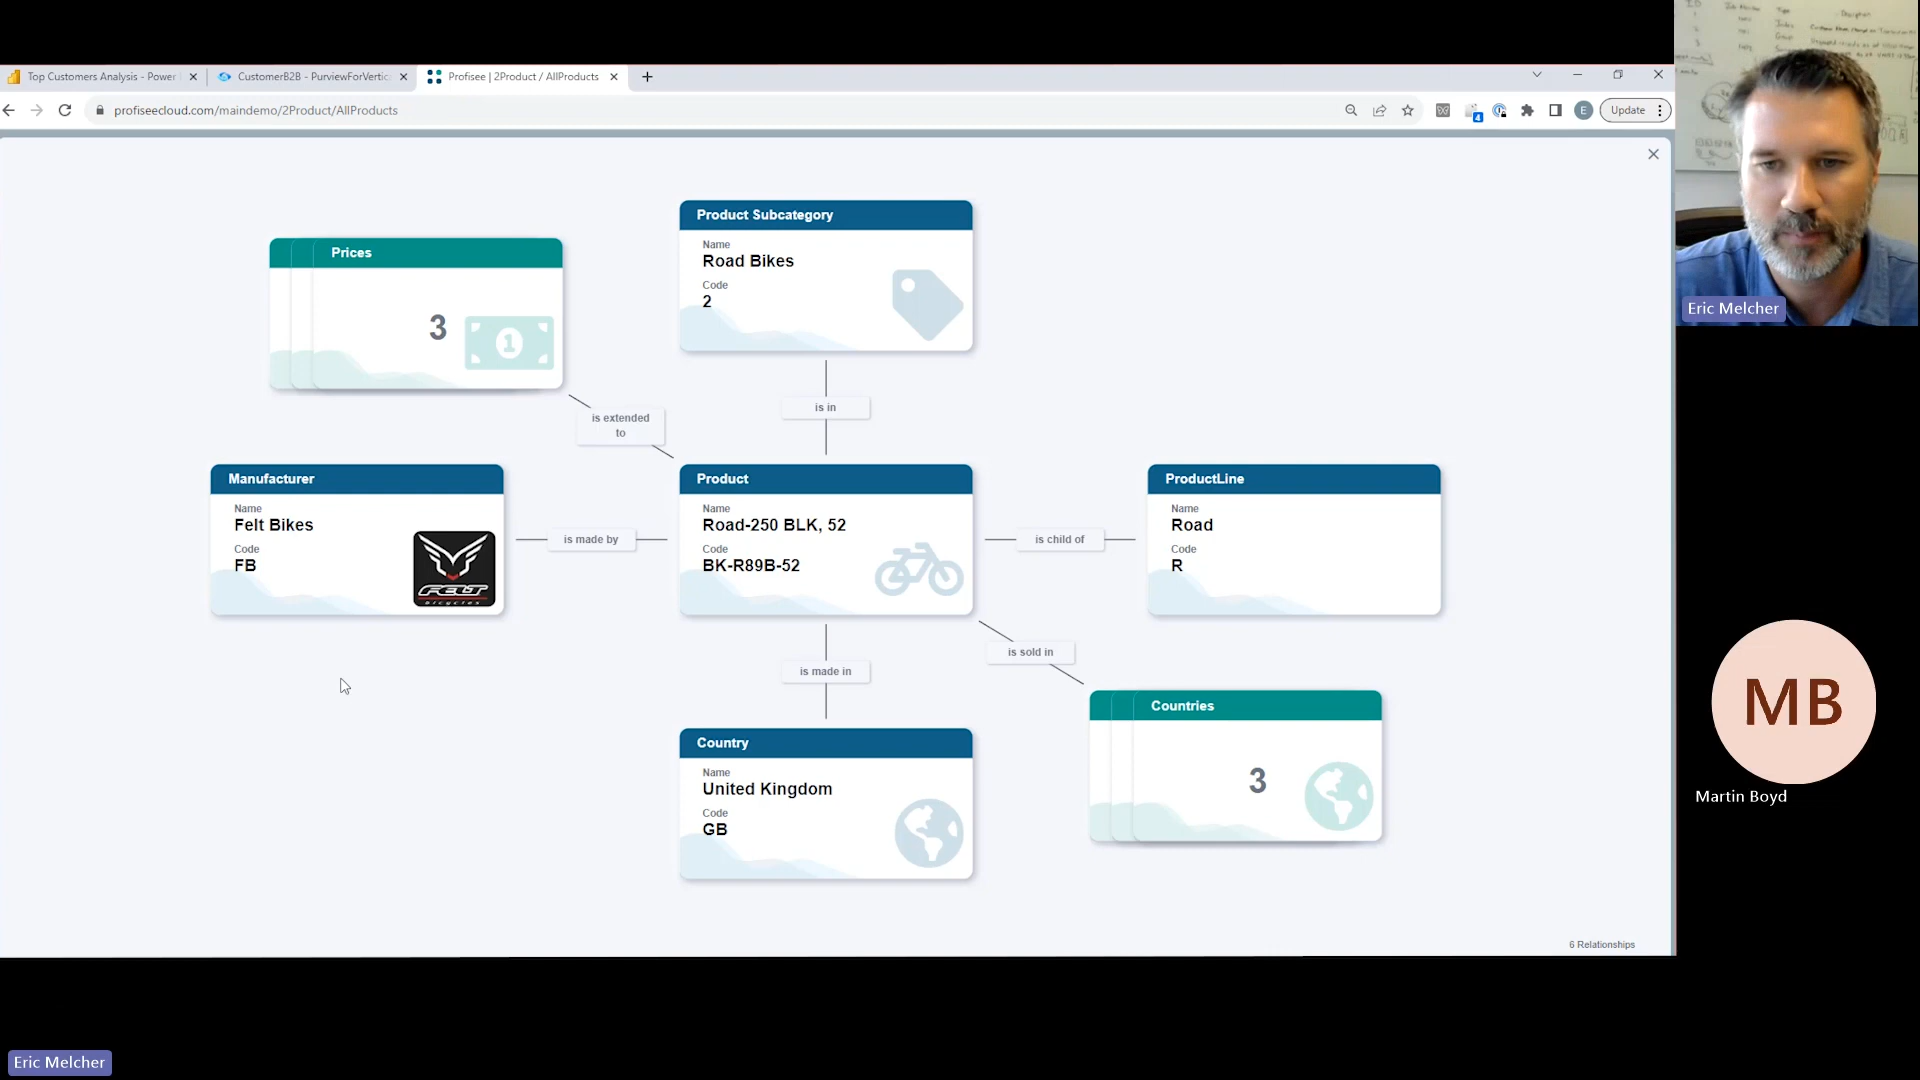 Top Customers Analysis - Power
CustomerB2B - PurviewForVertic
Profisee | 2Product / AllProducts
profiseecloud.com/maindemo/2Product/AllProducts
4
E
Update
Prices
3
1
Product Subcategory
Name
Road Bikes
Code
2
is extended
to
is in
Manufacturer
Name
Felt Bikes
Code
FB
FELT
bicycles
is made by
Product
Name
Road-250 BLK, 52
Code
BK-R89B-52
is child of
ProductLine
Name
Road
Code
R
is made in
is sold in
Country
Name
United Kingdom
Code
GB
Countries
3
6 Relationships
Eric Melcher
MB
Martin Boyd
Eric Melcher